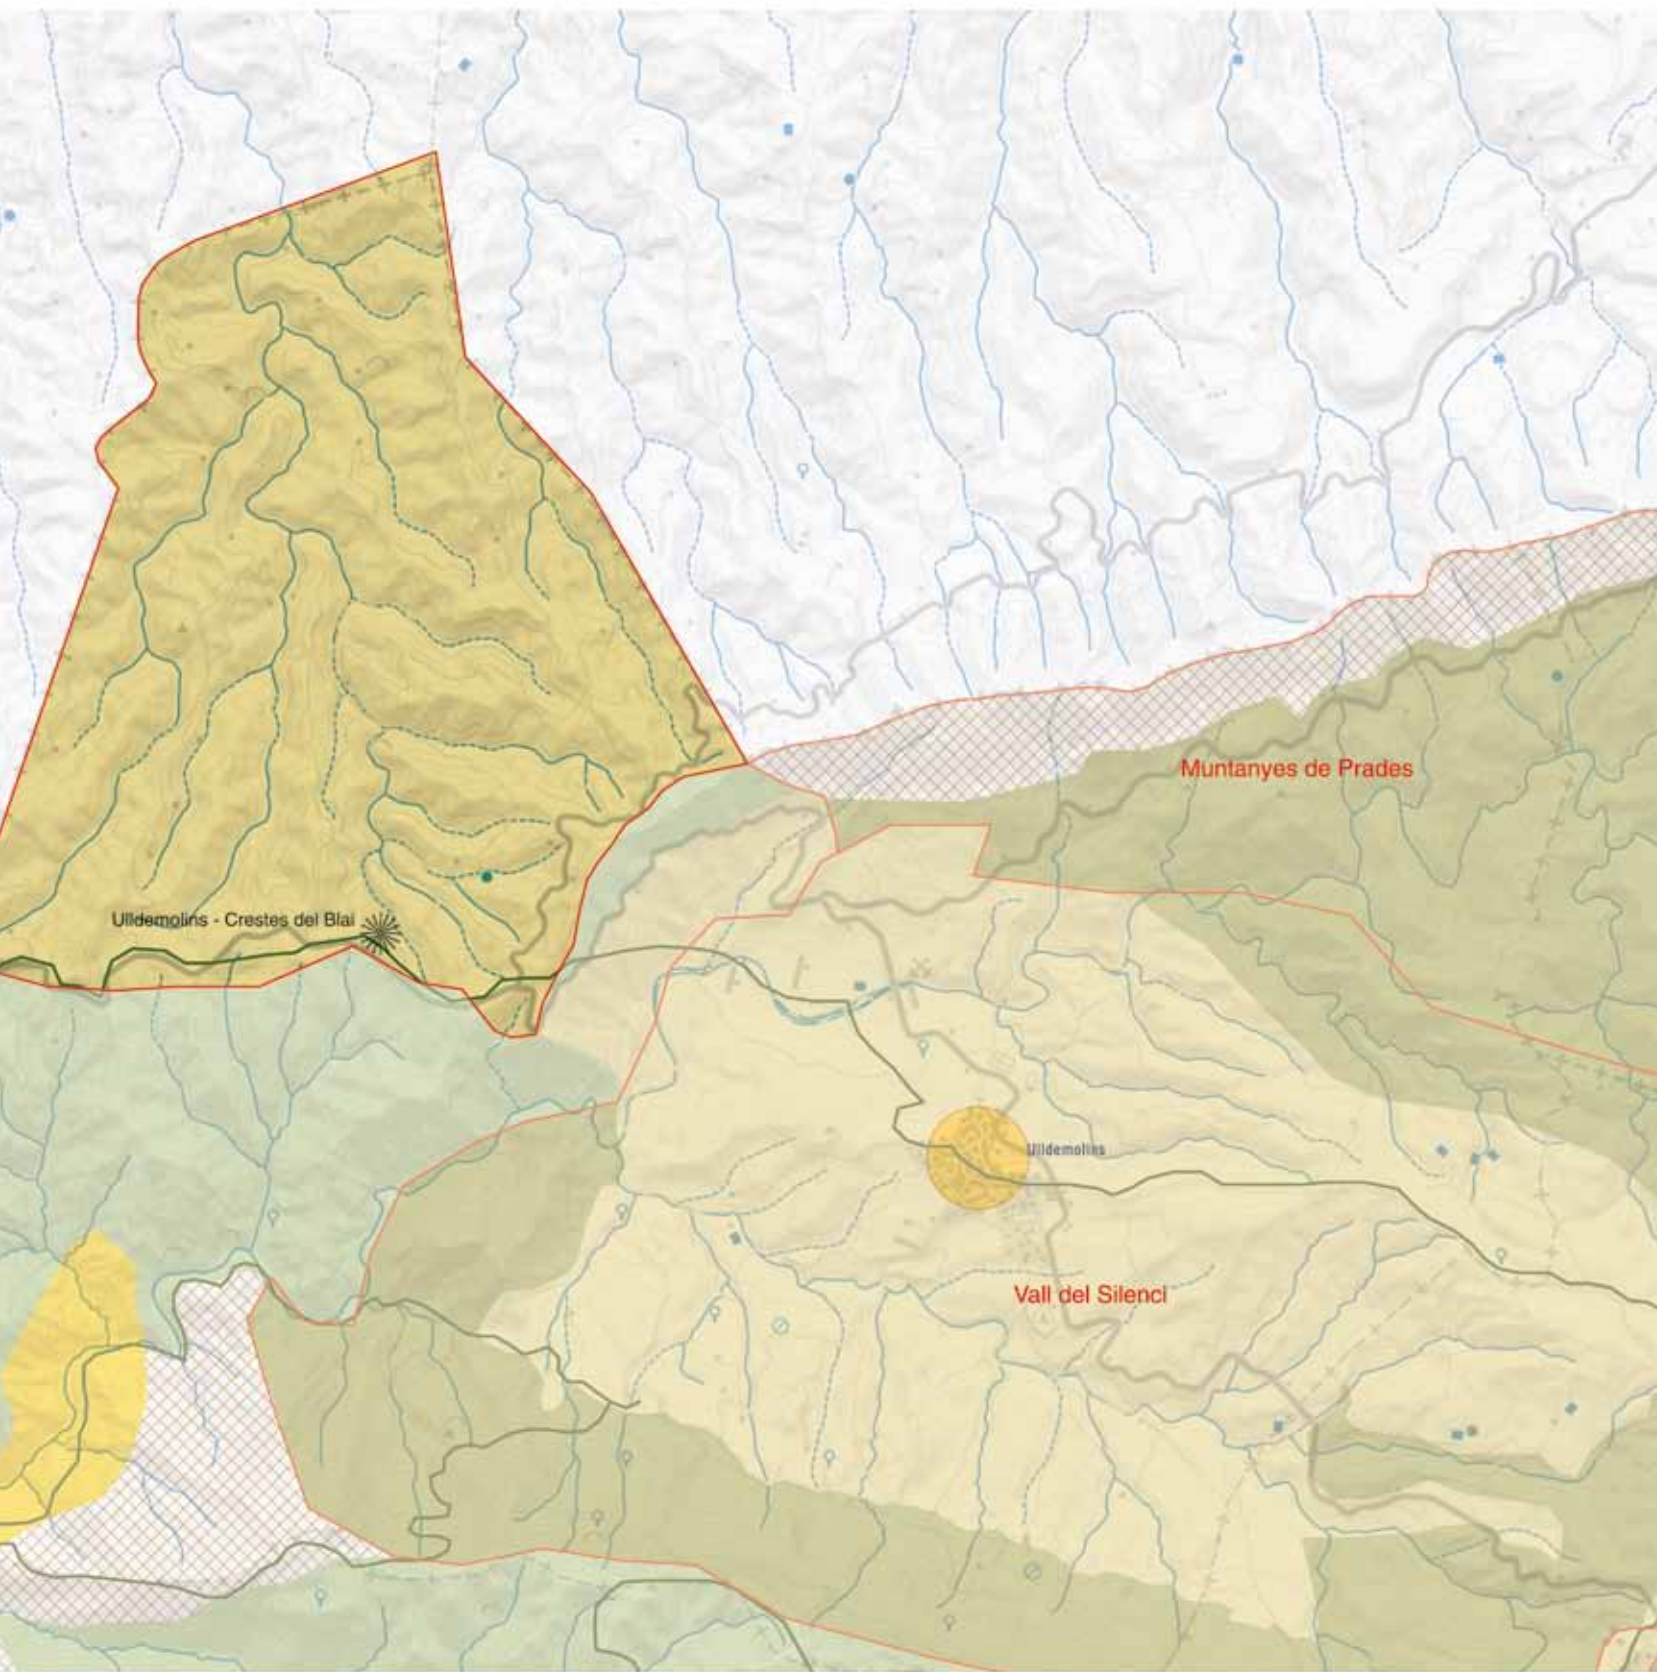 Muntanyes de Prades
Ulldemolins - Crestes del Blai
Ulldemolins
Vall del Silenci